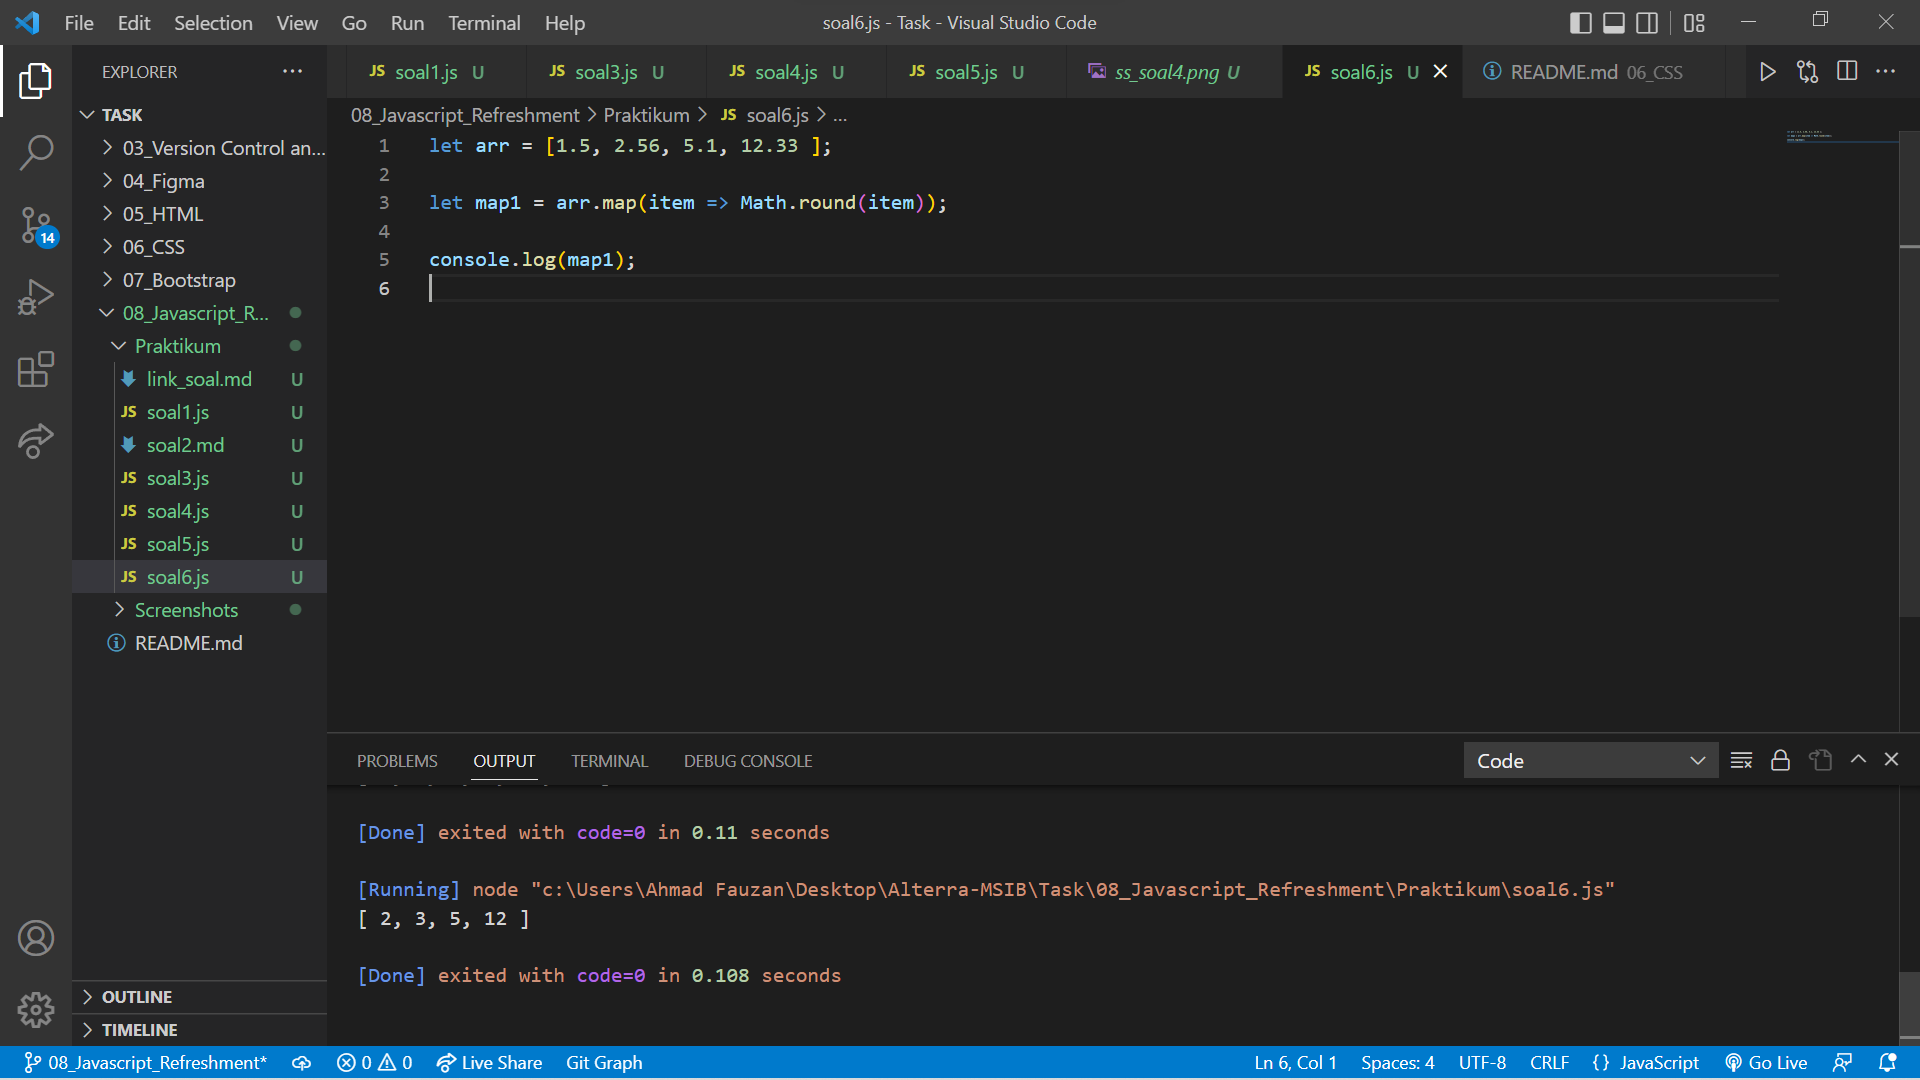 File Edit Selection View Go Run Terminal Help
soal6.js - Task - Visual Studio Code
EXPLORER
JS soal1.js U
JS soal3.js U
JS soal4.js U
JS soal5.js U
ss_soal4.png U
JS soal6.js U
README.md 06_CSS
TASK
03_Version Control an...
04_Figma
05_HTML
06_CSS
07_Bootstrap
08_Javascript_R...
Praktikum
link_soal.md U
JS soal1.js U
soal2.md U
JS soal3.js U
JS soal4.js U
JS soal5.js U
JS soal6.js U
Screenshots
README.md
14
OUTLINE
TIMELINE
08_Javascript_Refreshment > Praktikum > JS soal6.js > ...
1 let arr = [1.5, 2.56, 5.1, 12.33 ];
2
3 let map1 = arr.map(item => Math.round(item));
4
5 console.log(map1);
6
PROBLEMS OUTPUT TERMINAL DEBUG CONSOLE
Code
[Done] exited with code=0 in 0.11 seconds
[Running] node "c:\Users\Ahmad Fauzan\Desktop\Alterra-MSIB\Task\08_Javascript_Refreshment\Praktikum\soal6.js"
[ 2, 3, 5, 12 ]
[Done] exited with code=0 in 0.108 seconds
08_Javascript_Refreshment* 0 0 Live Share Git Graph
Ln 6, Col 1 Spaces: 4 UTF-8 CRLF {} JavaScript Go Live